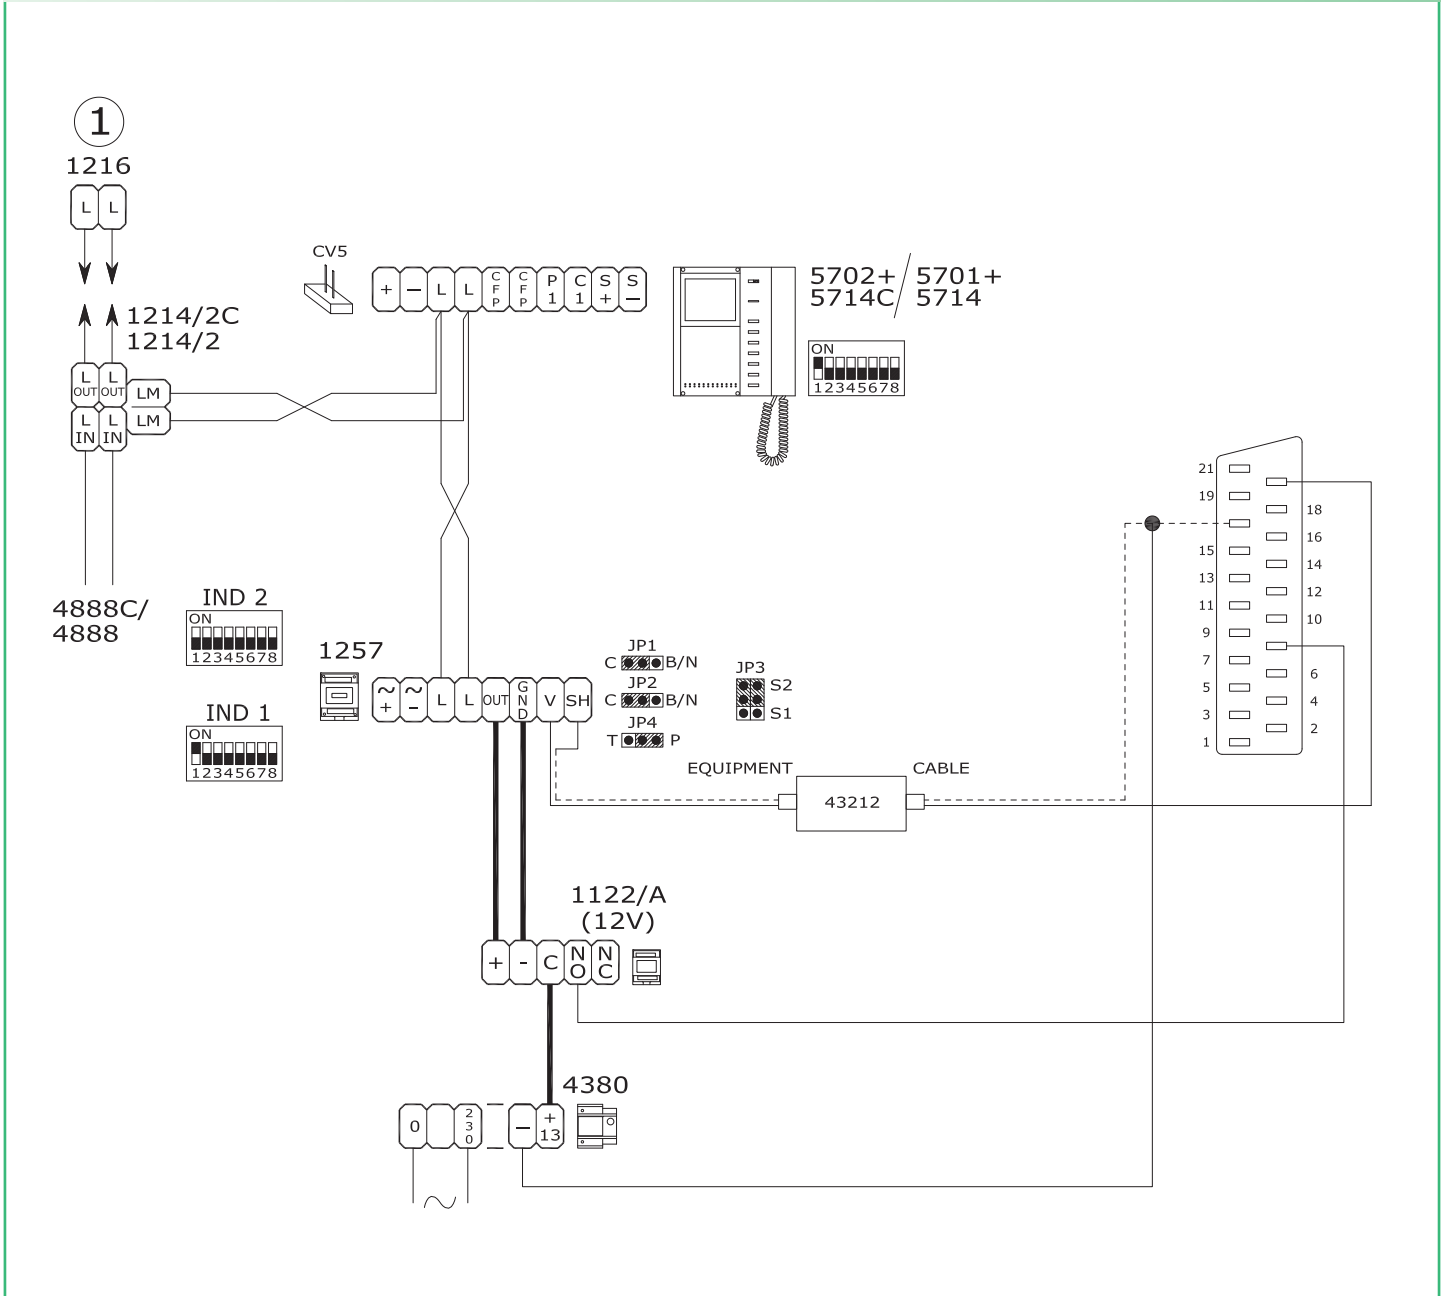 1
1216
L L
1214/2C
1214/2
L OUT L OUT LM
L IN L IN LM
4888C/
4888
CV5
+ — L L CFP CFP P1 C1 S+ S—
5702+/5701+
5714C/5714
ON
12345678
IND 2
ON
12345678
IND 1
ON
12345678
1257
~+ ~- L L OUT GND V SH
JP1
C B/N
JP2
C B/N
JP4
T P
JP3
S2
S1
EQUIPMENT
43212
CABLE
21
19
15
13
11
9
7
5
3
1
18
16
14
12
10
6
4
2
1122/A
(12V)
+ - C NO NC
4380
0 230 — +13
~